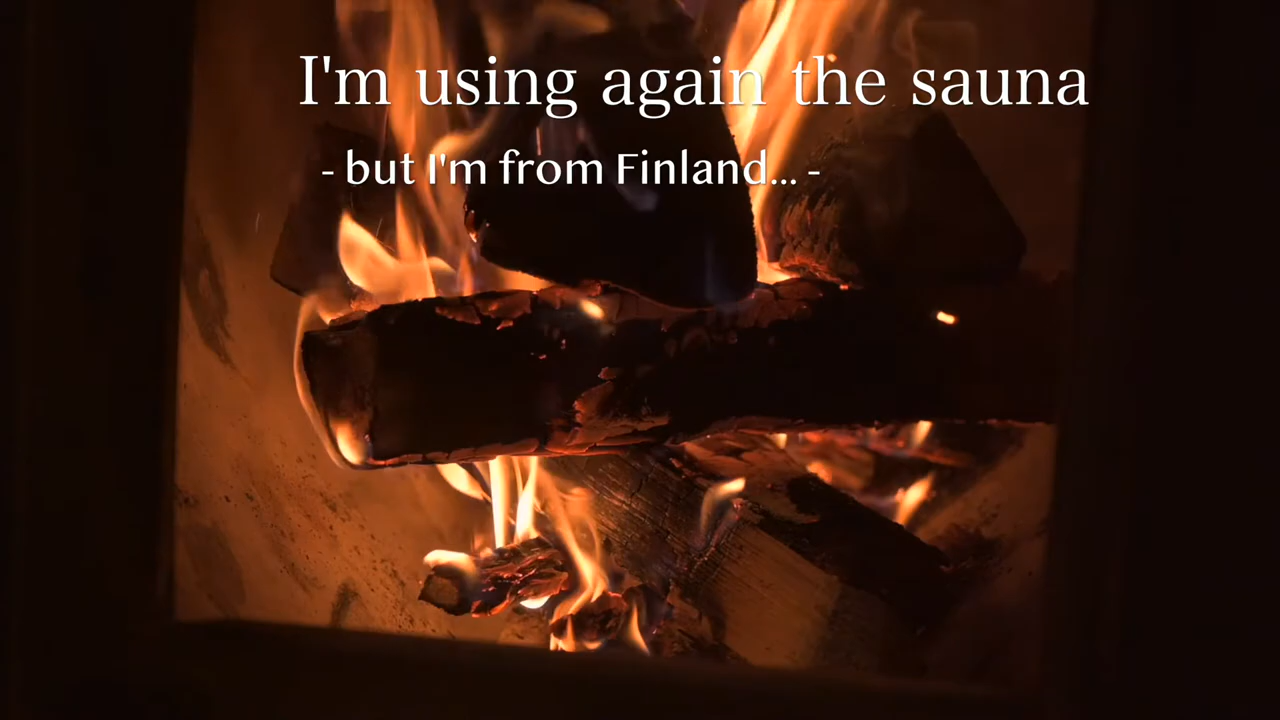 I'm using again the sauna
- but I'm from Finland... -